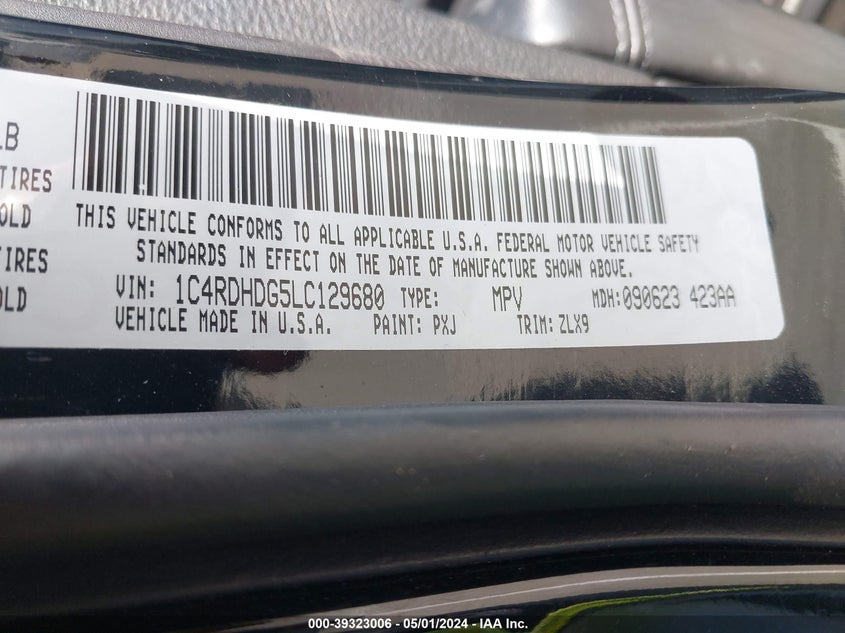 LB
TIRES
OLD
TIRES
OLD
THIS VEHICLE CONFORMS TO ALL APPLICABLE U.S.A. FEDERAL MOTOR VEHICLE SAFETY
STANDARDS IN EFFECT ON THE DATE OF MANUFACTURE SHOWN ABOVE.
VIN: 1C4RDHDG5LC129680 TYPE: MPV MDH:090623 423AA
VEHICLE MADE IN U.S.A. PAINT: PXJ TRIM: ZLX9
000-39323006 - 05/01/2024 - IAA Inc.